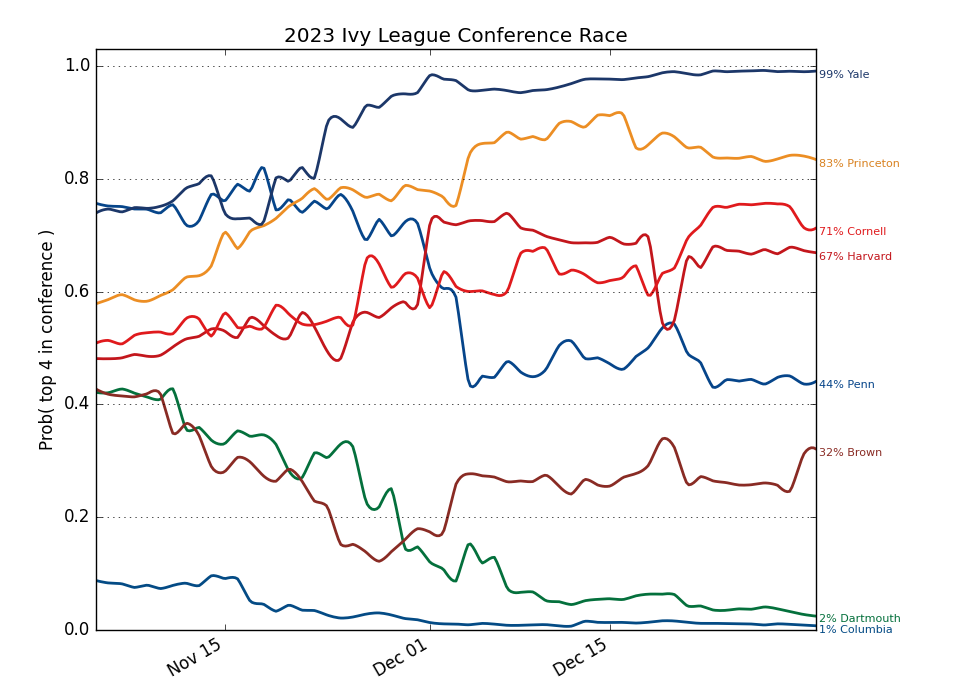 2023 Ivy League Conference Race
Prob( top 4 in conference )
1.0
0.8
0.6
0.4
0.2
0.0
Nov 15
Dec 01
Dec 15
99% Yale
83% Princeton
71% Cornell
67% Harvard
44% Penn
32% Brown
2% Dartmouth
1% Columbia